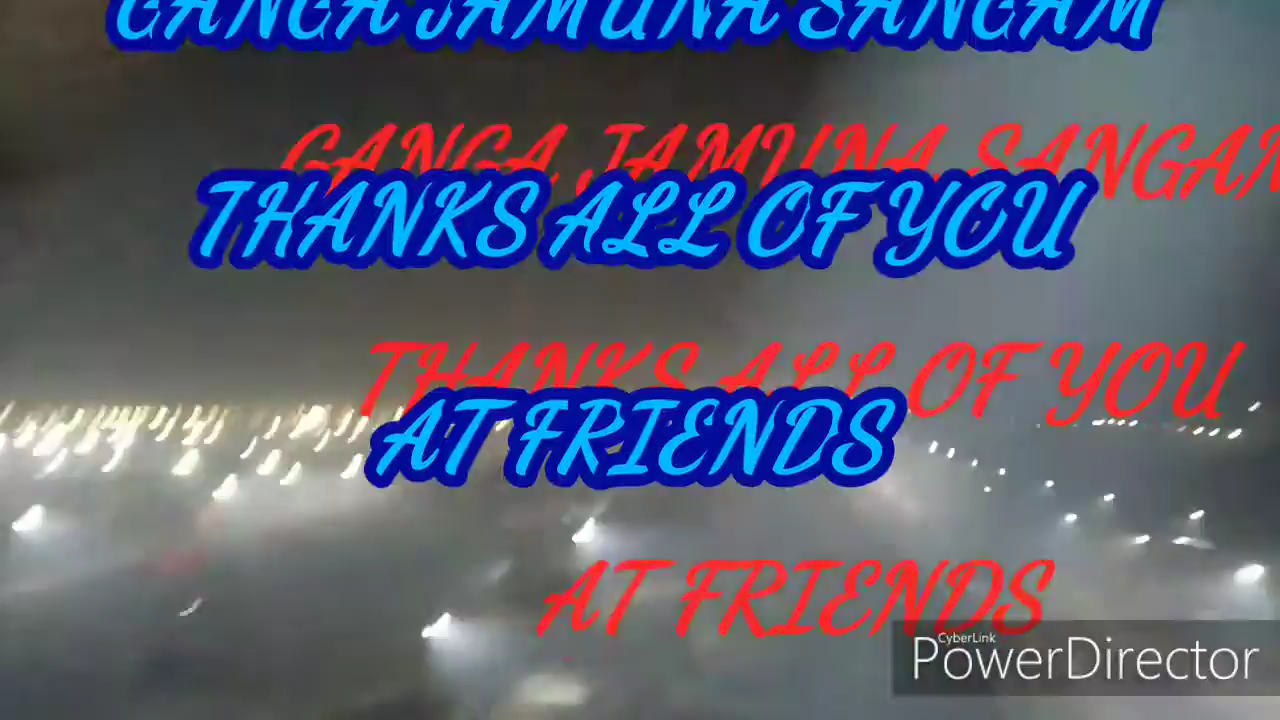 GANGA JAMUNA SANGAM
GANGA JAMUNA SANGAM
THANKS ALL OF YOU
THANKS ALL OF YOU
AT FRIENDS
AT FRIENDS
CyberLink
PowerDirector